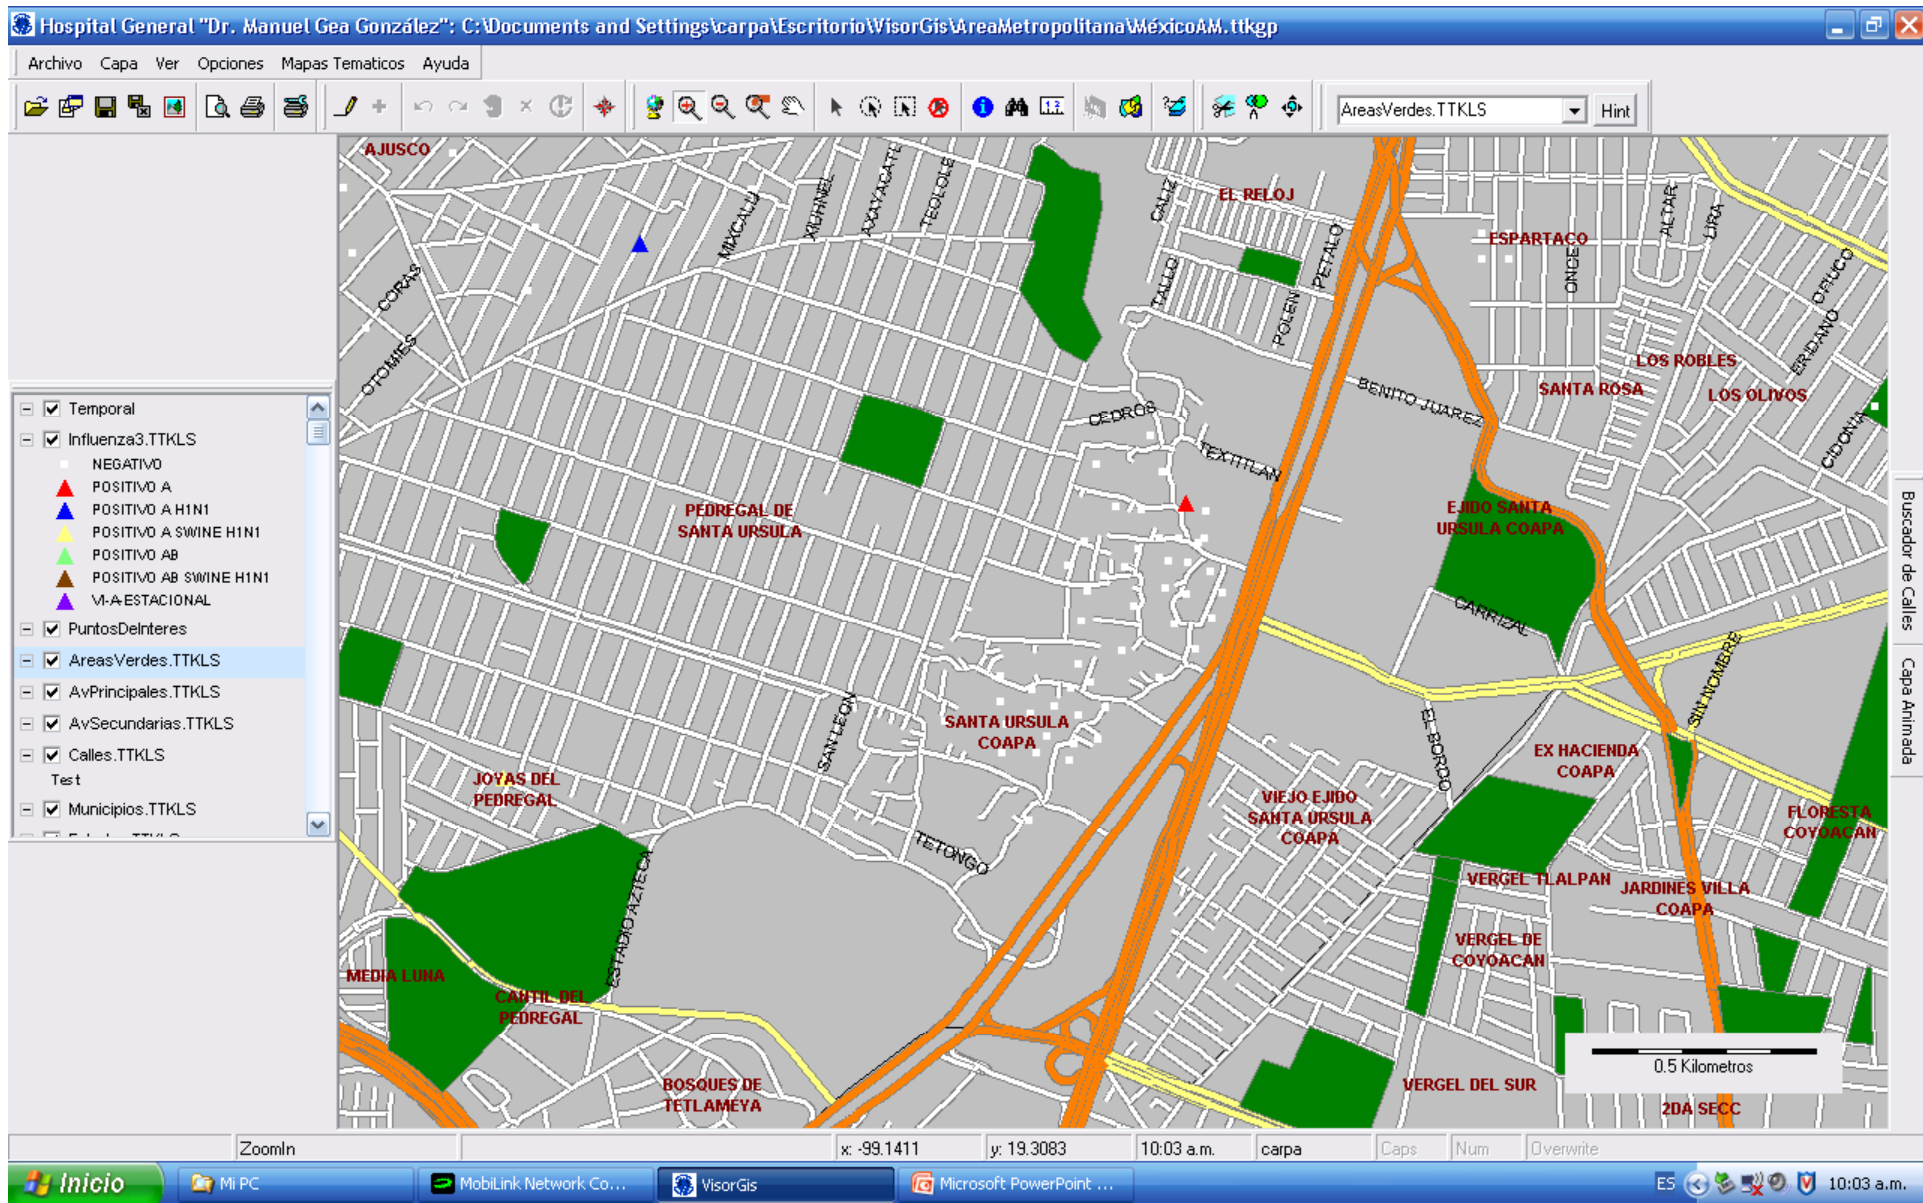 Hospital General "Dr. Manuel Gea González": C:\Documents and Settings\carpa\Escritorio\VisorGis\AreaMetropolitana\MéxicoAM.ttkgp
Archivo Capa Ver Opciones Mapas Tematicos Ayuda
AreasVerdes.TTKLS
Hint
Temporal
Influenza3.TTKLS
NEGATIVO
POSITIVO A
POSITIVO A H1N1
POSITIVO A SWINE H1N1
POSITIVO AB
POSITIVO AB SWINE H1N1
VI-A-ESTACIONAL
PuntosDeInteres
AreasVerdes.TTKLS
AvPrincipales.TTKLS
AvSecundarias.TTKLS
Calles.TTKLS
Test
Municipios.TTKLS
AJUSCO
MIXCALLI
XIUHNEL
AXAYACATL
TEOLOLE
CALIZ
EL RELOJ
ESPARTACO
ALTAR
LIRA
ONCE
CORAS
OTOMIES
TALLO
PETALO
POLEN
CHUCO
ERIDANO
LOS ROBLES
SANTA ROSA
LOS OLIVOS
CIDONIA
BENITO JUAREZ
CEDROS
TEXTITLAN
PEDREGAL DE
SANTA URSULA
EJIDO SANTA
URSULA COAPA
CARRIZAL
SIN NOMBRE
SAN LEON
SANTA URSULA
COAPA
EL BORDO
EX HACIENDA
COAPA
JOYAS DEL
PEDREGAL
VIEJO EJIDO
SANTA URSULA
COAPA
FLORESTA
COYOACAN
TETONGO
ESTADIO AZTECA
VERGEL TLALPAN
JARDINES VILLA
COAPA
VERGEL DE
COYOACAN
MEDIA LUNA
CANTIL DEL
PEDREGAL
BOSQUES DE
TETLAMEYA
VERGEL DEL SUR
0.5 Kilometros
2DA SECC
Buscador de Calles
Capa Animada
ZoomIn
x: -99.1411
y: 19.3083
10:03 a.m.
carpa
Caps
Num
Overwrite
Inicio
Mi PC
MobiLink Network Co...
VisorGis
Microsoft PowerPoint ...
ES
10:03 a.m.